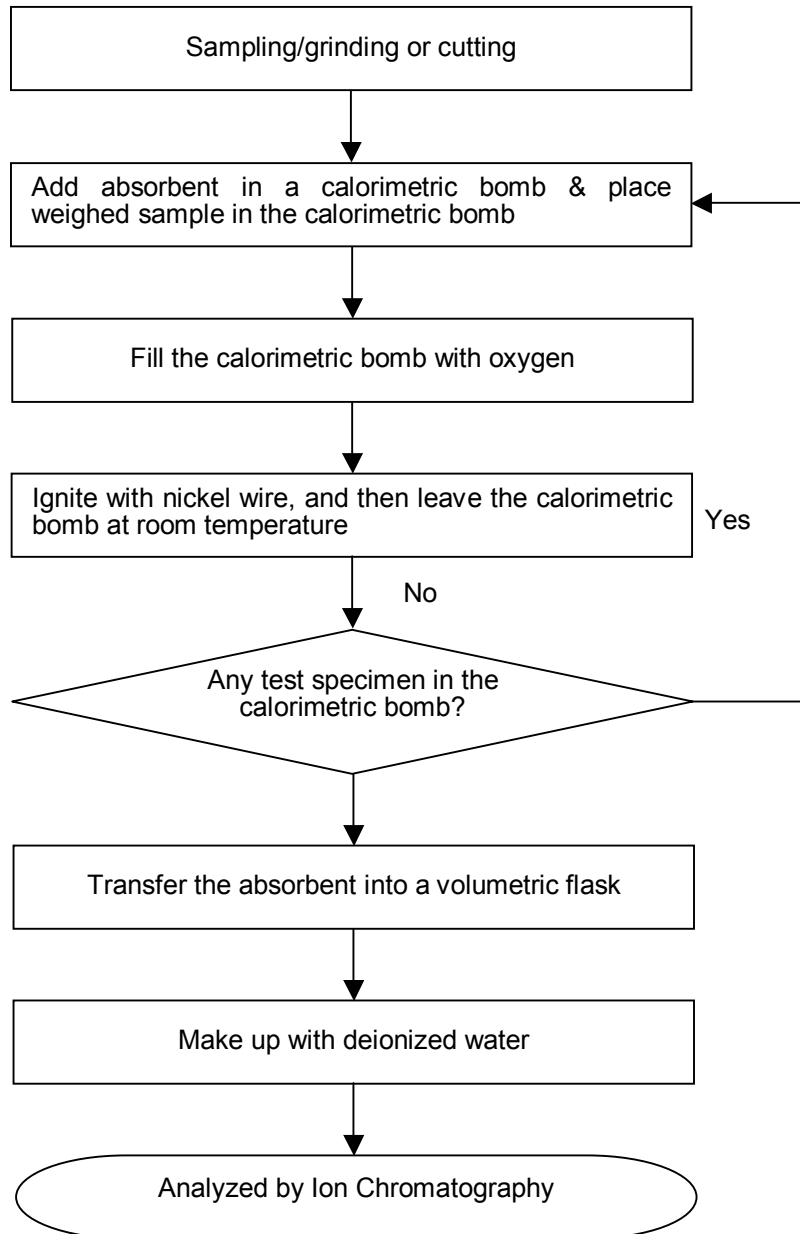 Sampling/grinding or cutting
Add absorbent in a calorimetric bomb & place
weighed sample in the calorimetric bomb
Fill the calorimetric bomb with oxygen
Ignite with nickel wire, and then leave the calorimetric
bomb at room temperature
Yes
No
Any test specimen in the
calorimetric bomb?
Transfer the absorbent into a volumetric flask
Make up with deionized water
Analyzed by Ion Chromatography